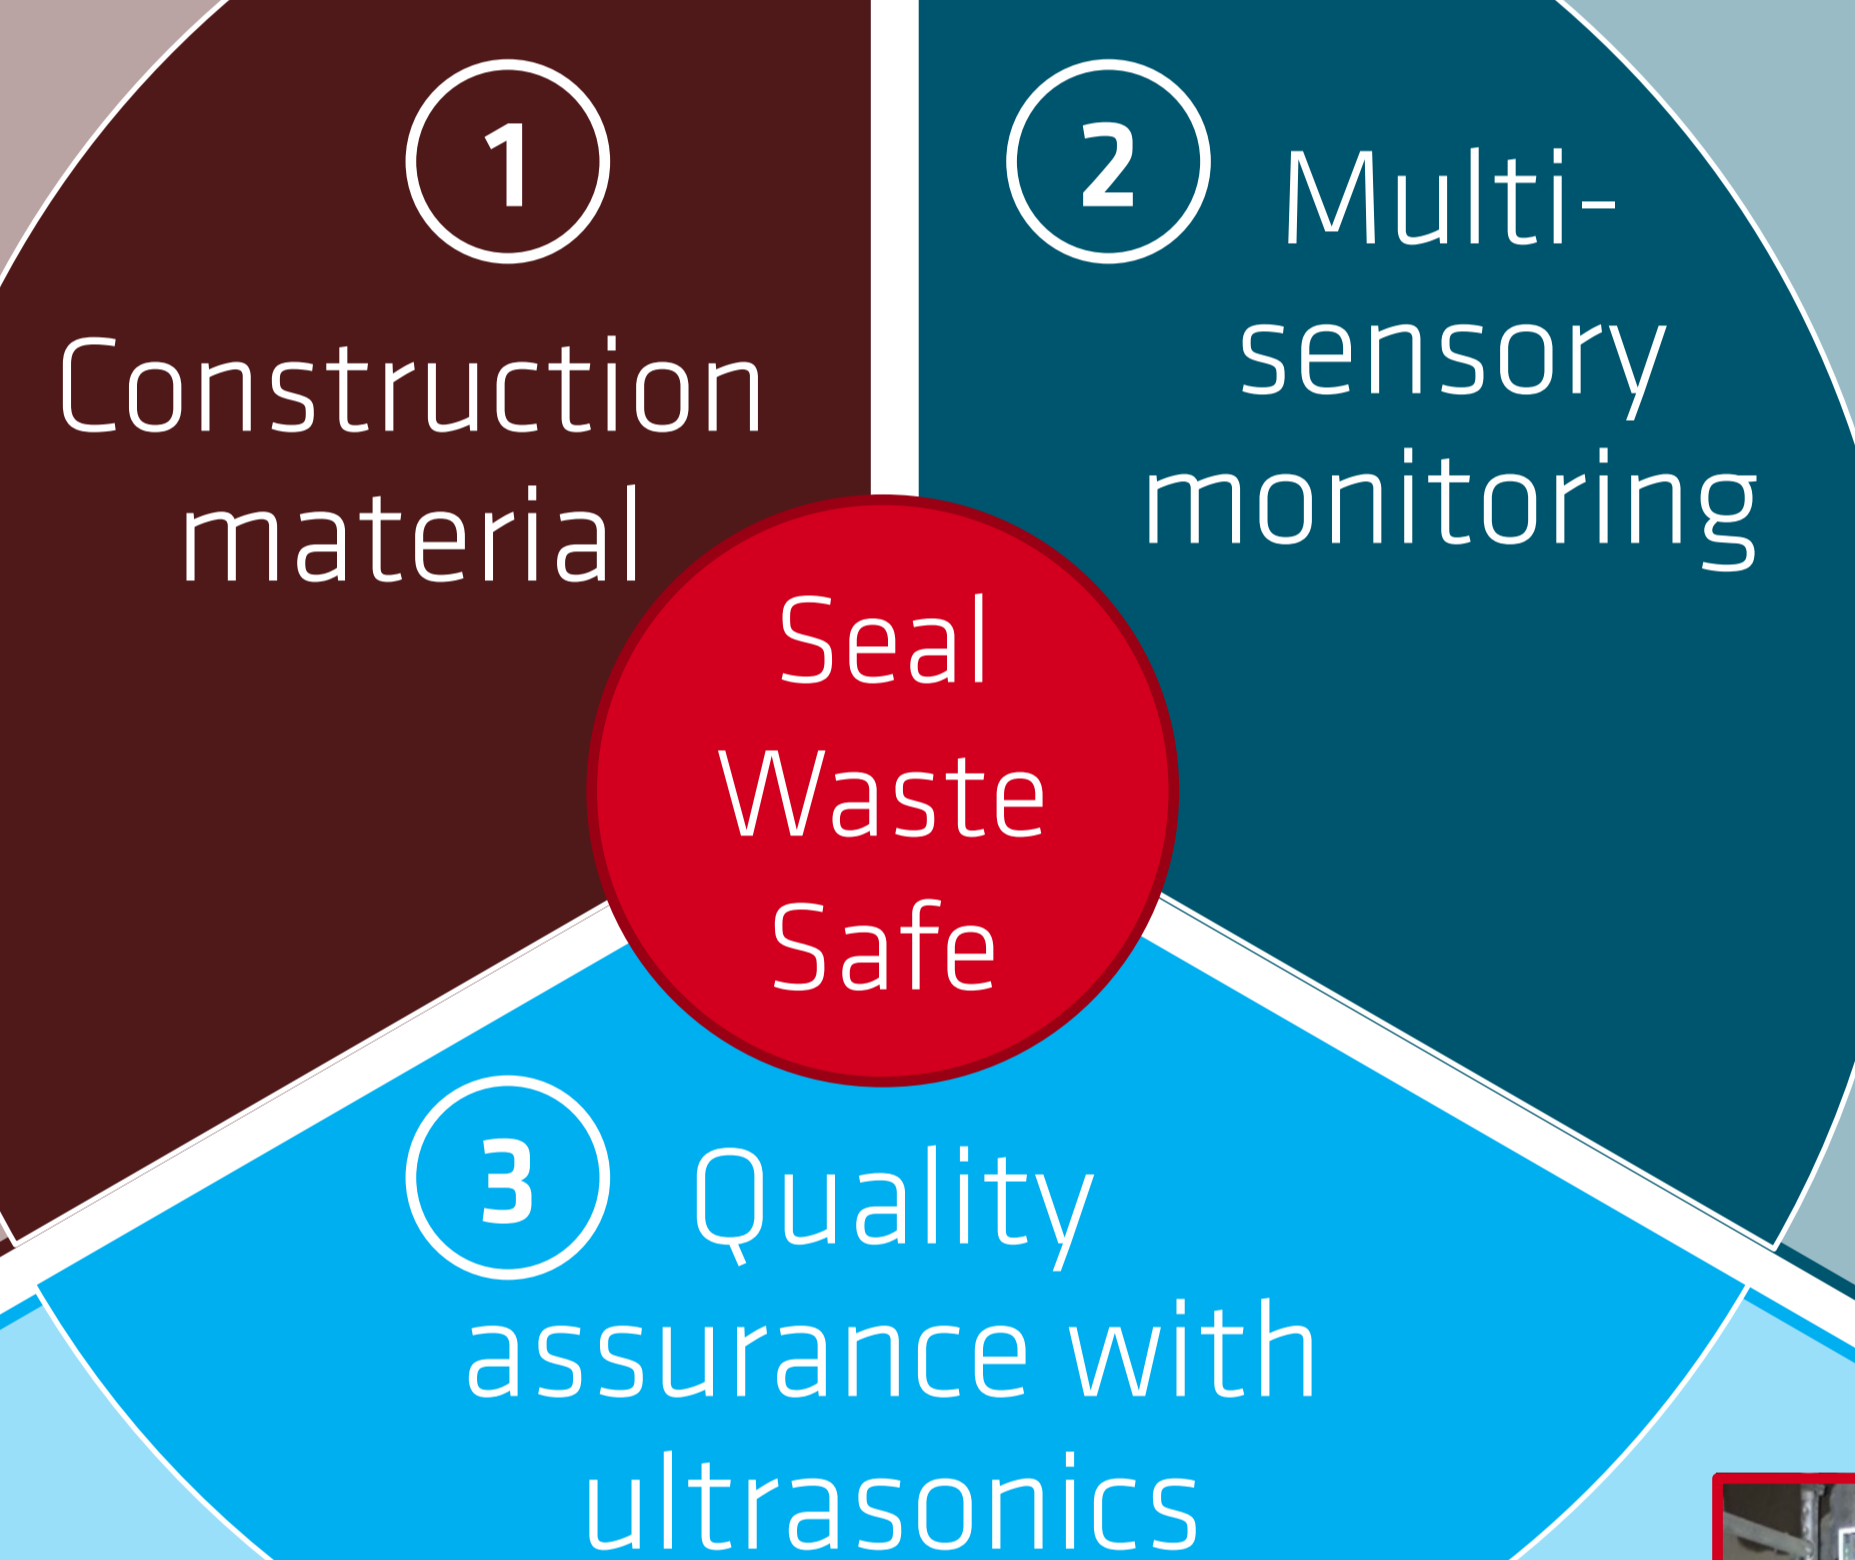 1
Construction
material
2 Multi-
sensory
monitoring
Seal
Waste
Safe
3 Quality
assurance with
ultrasonics